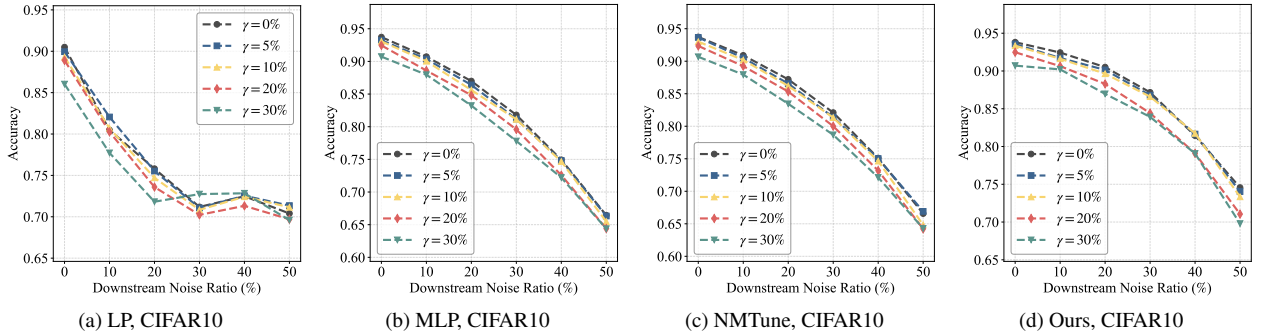 0.95
0.90
0.85
0.80
0.75
0.70
0.65
Accuracy
0 10 20 30 40 50
Downstream Noise Ratio (%)
γ = 0%
γ = 5%
γ = 10%
γ = 20%
γ = 30%
(a) LP, CIFAR10
0.95
0.90
0.85
0.80
0.75
0.70
0.65
0.60
Accuracy
0 10 20 30 40 50
Downstream Noise Ratio (%)
γ = 0%
γ = 5%
γ = 10%
γ = 20%
γ = 30%
(b) MLP, CIFAR10
0.95
0.90
0.85
0.80
0.75
0.70
0.65
0.60
Accuracy
0 10 20 30 40 50
Downstream Noise Ratio (%)
γ = 0%
γ = 5%
γ = 10%
γ = 20%
γ = 30%
(c) NMTune, CIFAR10
0.95
0.90
0.85
0.80
0.75
0.70
0.65
Accuracy
0 10 20 30 40 50
Downstream Noise Ratio (%)
γ = 0%
γ = 5%
γ = 10%
γ = 20%
γ = 30%
(d) Ours, CIFAR10